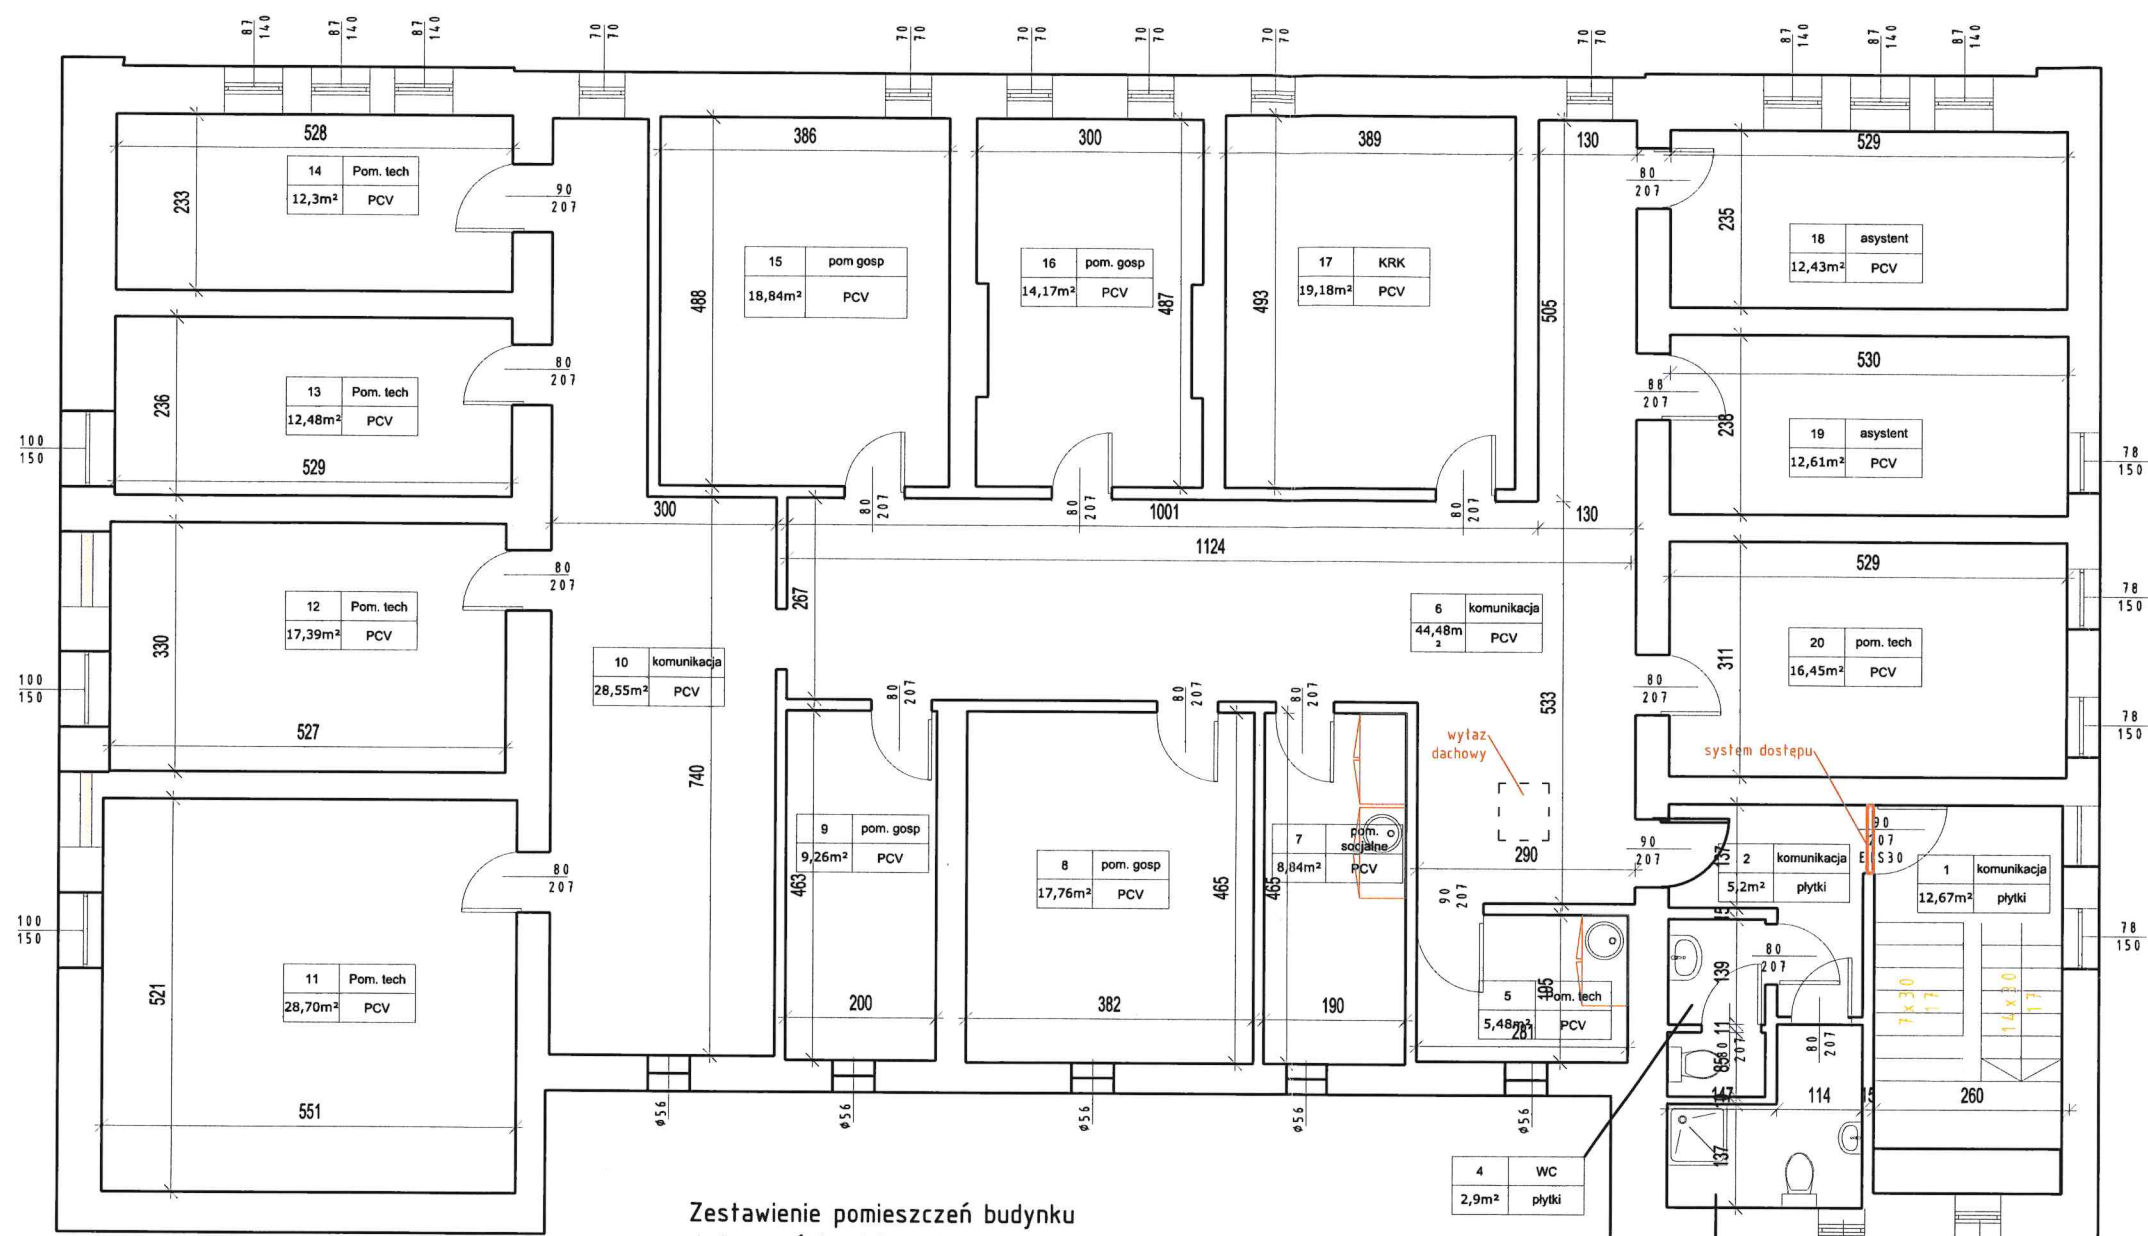 87 140
87 140
87 140
70 70
70 70
70 70
70 70
70 70
70 70
87 140
87 140
87 140
528
233
14 Pom. tech
12,3m² PCV
90
207
386
488
15 pom gosp
18,84m² PCV
300
16 pom. gosp
14,17m² PCV
487
389
17 KRK
19,18m² PCV
493
130
505
80
207
529
235
18 asystent
12,43m² PCV
236
13 Pom. tech
12,48m² PCV
529
80
207
100
150
88
207
530
238
19 asystent
12,61m² PCV
78
150
300
80
207
80
207
1001
80
207
130
1124
267
330
12 Pom. tech
17,39m² PCV
527
80
207
100
150
10 komunikacja
28,55m² PCV
740
6 komunikacja
44,48m
² PCV
533
529
311
20 pom. tech
16,45m² PCV
80
207
78
150
78
150
80
207
80
207
80
207
wyłaz
dachowy
system dostępu
9 pom. gosp
9,26m² PCV
463
200
8 pom. gosp
17,76m² PCV
465
382
465
7 pom.
socjalne
8,84m² PCV
190
290
90
207
90
207
137
2 komunikacja
5,2m² płytki
90
207
1 komunikacja
12,67m² płytki
15
139
80
207
7x30
17
14x30
17
78
150
80
207
11 Pom. tech
28,70m² PCV
521
551
100
150
5 Pom. tech
5,48m² PCV
195
281
11
80
207
85
80
207
147
114
15
260
137
ø56
ø56
ø56
ø56
ø56
4 WC
2,9m² płytki
Zestawienie pomieszczeń budynku